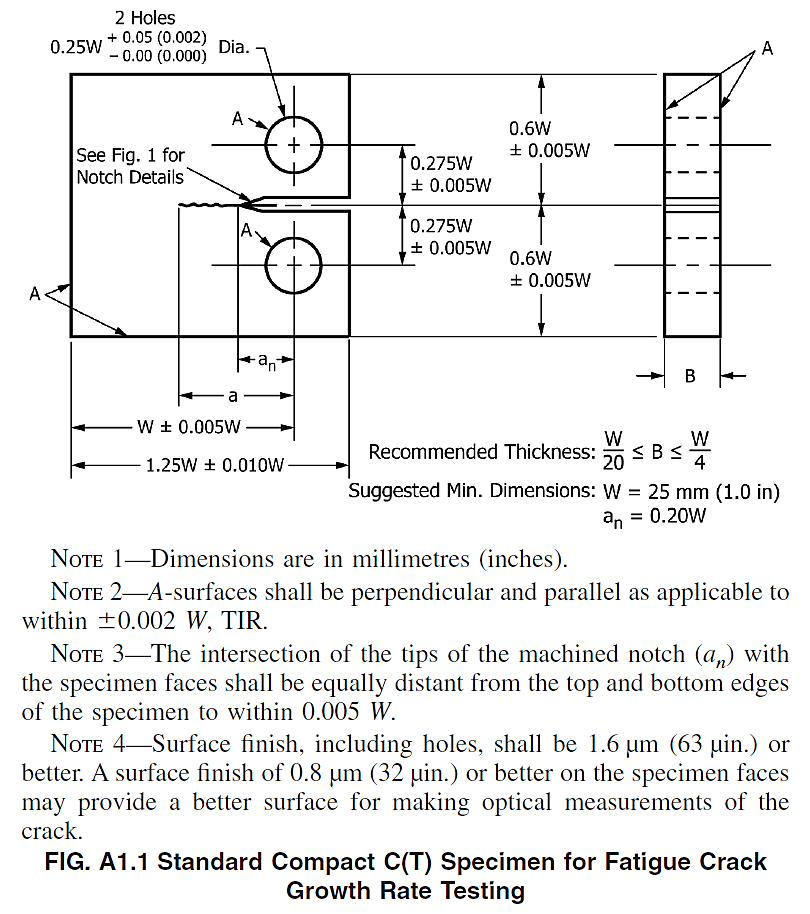 2 Holes
0.25W + 0.05 (0.002) Dia.
− 0.00 (0.000)
A
A
See Fig. 1 for
Notch Details
0.6W
± 0.005W
0.275W
± 0.005W
A
0.275W
± 0.005W
0.6W
± 0.005W
A
an
a
B
W ± 0.005W
1.25W ± 0.010W
Recommended Thickness: W/20 ≤ B ≤ W/4
Suggested Min. Dimensions: W = 25 mm (1.0 in)
an = 0.20W
NOTE 1—Dimensions are in millimetres (inches).
NOTE 2—A-surfaces shall be perpendicular and parallel as applicable to
within ±0.002 W, TIR.
NOTE 3—The intersection of the tips of the machined notch (an) with
the specimen faces shall be equally distant from the top and bottom edges
of the specimen to within 0.005 W.
NOTE 4—Surface finish, including holes, shall be 1.6 μm (63 μin.) or
better. A surface finish of 0.8 μm (32 μin.) or better on the specimen faces
may provide a better surface for making optical measurements of the
crack.
FIG. A1.1 Standard Compact C(T) Specimen for Fatigue Crack
Growth Rate Testing